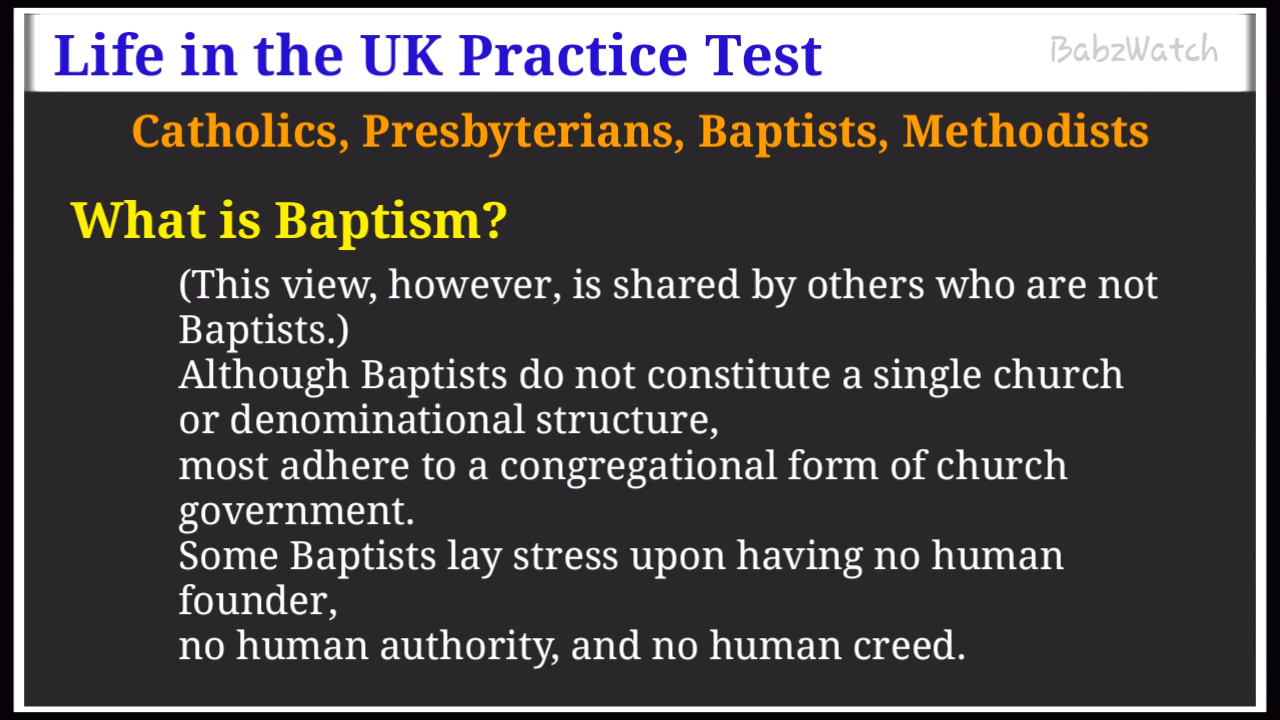 Life in the UK Practice Test
BabzWatch
Catholics, Presbyterians, Baptists, Methodists
What is Baptism?
(This view, however, is shared by others who are not
Baptists.)
Although Baptists do not constitute a single church
or denominational structure,
most adhere to a congregational form of church
government.
Some Baptists lay stress upon having no human
founder,
no human authority, and no human creed.